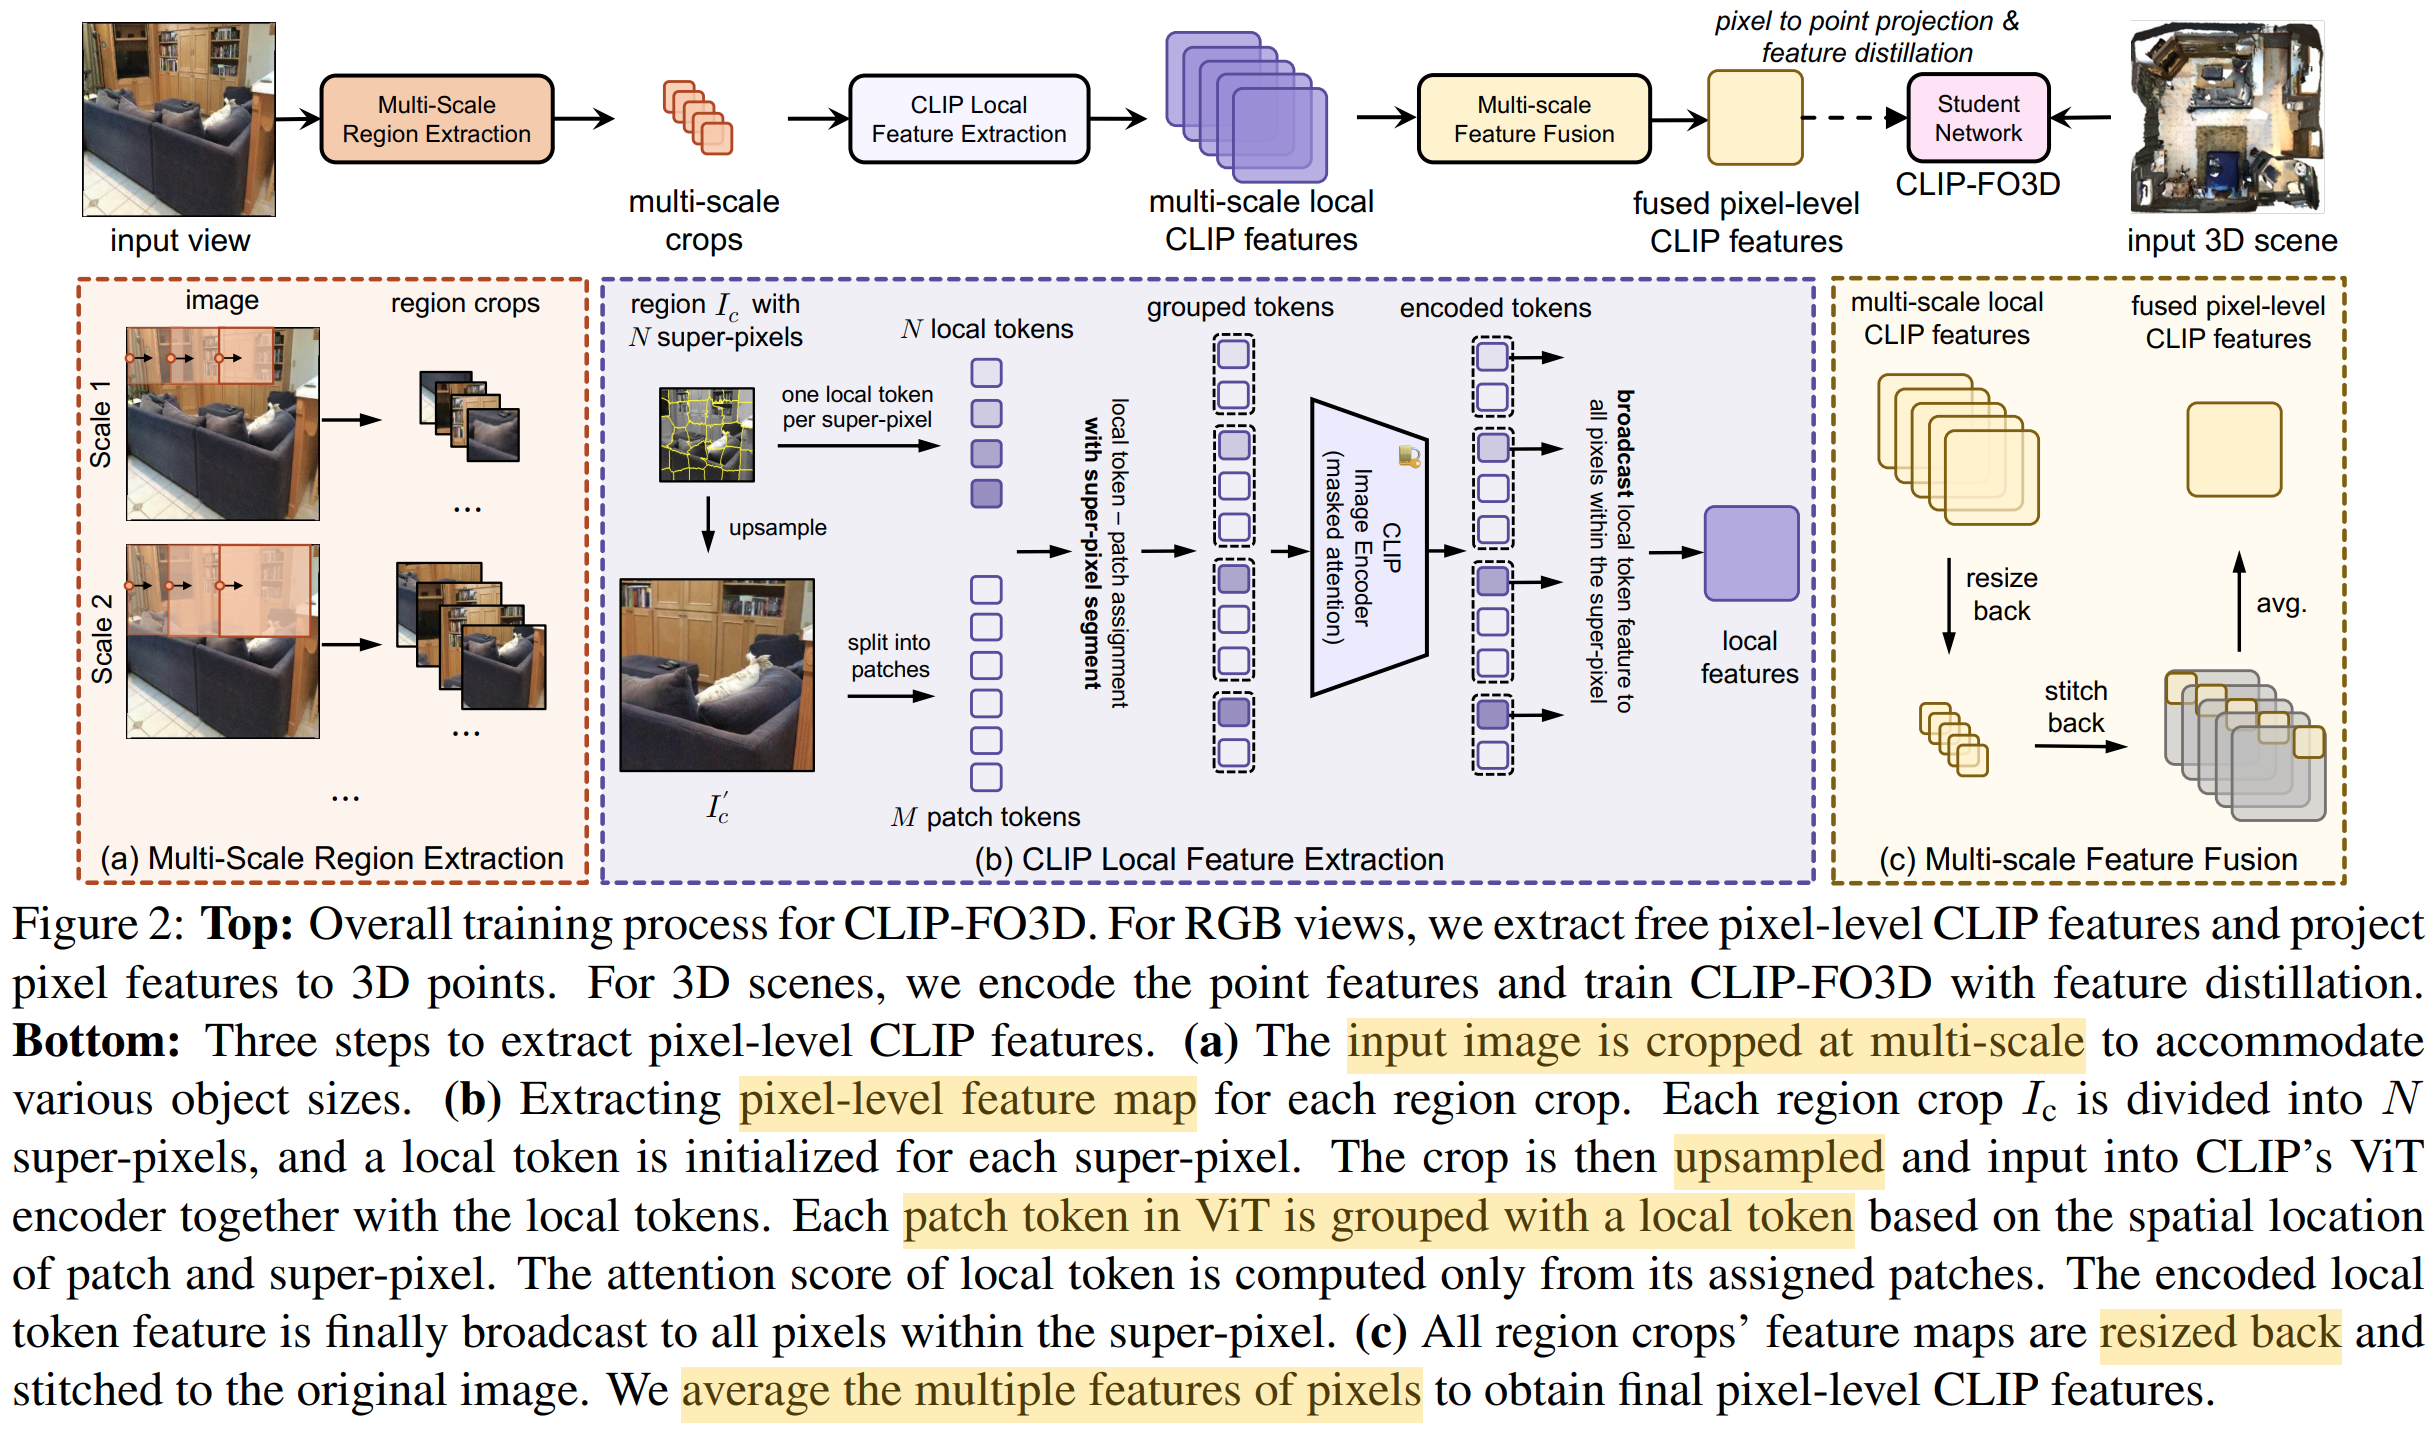 pixel to point projection &
feature distillation
Multi-Scale
Region Extraction
CLIP Local
Feature Extraction
Multi-scale
Feature Fusion
Student
Network
input view
multi-scale
crops
multi-scale local
CLIP features
fused pixel-level
CLIP features
CLIP-FO3D
input 3D scene
image
region crops
Scale 1
...
Scale 2
...
...
(a) Multi-Scale Region Extraction
region I_c with
N super-pixels
one local token
per super-pixel
upsample
I_c′
N local tokens
split into
patches
M patch tokens
local token – patch assignment
with super-pixel segment
grouped tokens
CLIP
Image Encoder
(masked attention)
encoded tokens
broadcast local token feature to
all pixels within the super-pixel
local
features
(b) CLIP Local Feature Extraction
multi-scale local
CLIP features
fused pixel-level
CLIP features
resize
back
stitch
back
avg.
(c) Multi-scale Feature Fusion
Figure 2: Top: Overall training process for CLIP-FO3D. For RGB views, we extract free pixel-level CLIP features and project
pixel features to 3D points. For 3D scenes, we encode the point features and train CLIP-FO3D with feature distillation.
Bottom: Three steps to extract pixel-level CLIP features. (a) The input image is cropped at multi-scale to accommodate
various object sizes. (b) Extracting pixel-level feature map for each region crop. Each region crop I_c is divided into N
super-pixels, and a local token is initialized for each super-pixel. The crop is then upsampled and input into CLIP's ViT
encoder together with the local tokens. Each patch token in ViT is grouped with a local token based on the spatial location
of patch and super-pixel. The attention score of local token is computed only from its assigned patches. The encoded local
token feature is finally broadcast to all pixels within the super-pixel. (c) All region crops' feature maps are resized back and
stitched to the original image. We average the multiple features of pixels to obtain final pixel-level CLIP features.